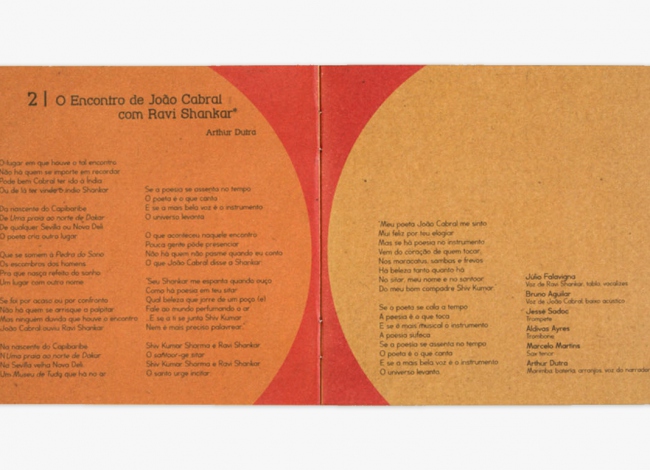 2 | O Encontro de João Cabral
com Ravi Shankar*
Arthur Dutra
O lugar em que houve o tal encontro
Não há quem se importe em recordar
Pode bem Cabral ter ido à Índia
Ou de lá ter vindo o indio Shankar
Da nascente do Capibaribe
De Uma praia ao norte de Dakar
De qualquer Sevilla ou Nova Deli
O poeta cria outro lugar
Que se somem a Pedra do Sono
Os escombros dos homens
Pra que nasça refeito do sonho
Um lugar com outro nome
Se foi por acaso ou por confronto
Não há quem se arrisque a palpitar
Mas ninguém duvida que houve o encontro
João Cabral ouviu Ravi Shankar
Na nascente do Capibaribe
N'Uma praia ao norte de Dakar
Na Sevilla velha Nova Deli
Um Museu de Tudo que há no ar
Se a poesia se assenta no tempo
O poeta é o que canta
E se a mais bela voz é o instrumento
O universo levanta
O que aconteceu naquele encontro
Pouca gente pôde presenciar
Não há quem não pasme quando eu conto
O que João Cabral disse a Shankar
"Seu Shankar me espanta quando ouço
Como há poesia em teu sitar
Qual beleza que jorre de um poço (e)
Fale ao mundo perfumando o ar
E se a ti se junta Shiv Kumar
Nem é mais preciso palavrear."
Shiv Kumar Sharma e Ravi Shankar
O santoor-ge sitar
Shiv Kumar Sharma e Ravi Shankar
O santo urge incitar
"Meu poeta João Cabral me sinto
Mui feliz por teu elogiar
Mas se há poesia no instrumento
Vem do coração de quem tocar,
Nos maracatus, sambas e frevos
Há beleza tanto quanto há
No sitar, meu nome e no santoor
Do meu bom compadre Shiv Kumar
Se a poesia se cala a tempo
A poesia é o que toca
E se é mais musical o instrumento
A poesia sufoca
Se a poesia se assenta no tempo
O poeta é o que canta
E se a mais bela voz é o instrumento
O universo levanta.
Júlia Falavigna
Voz de Ravi Shankar, tabla, vocalizes
Bruno Aguilar
Voz de João Cabral, baixo acústico
Jessé Sadoc
Trompete
Aldivas Ayres
Trombone
Marcelo Martins
Sax tenor
Arthur Dutra
Marimba, bateria, arranjos, voz do narrador